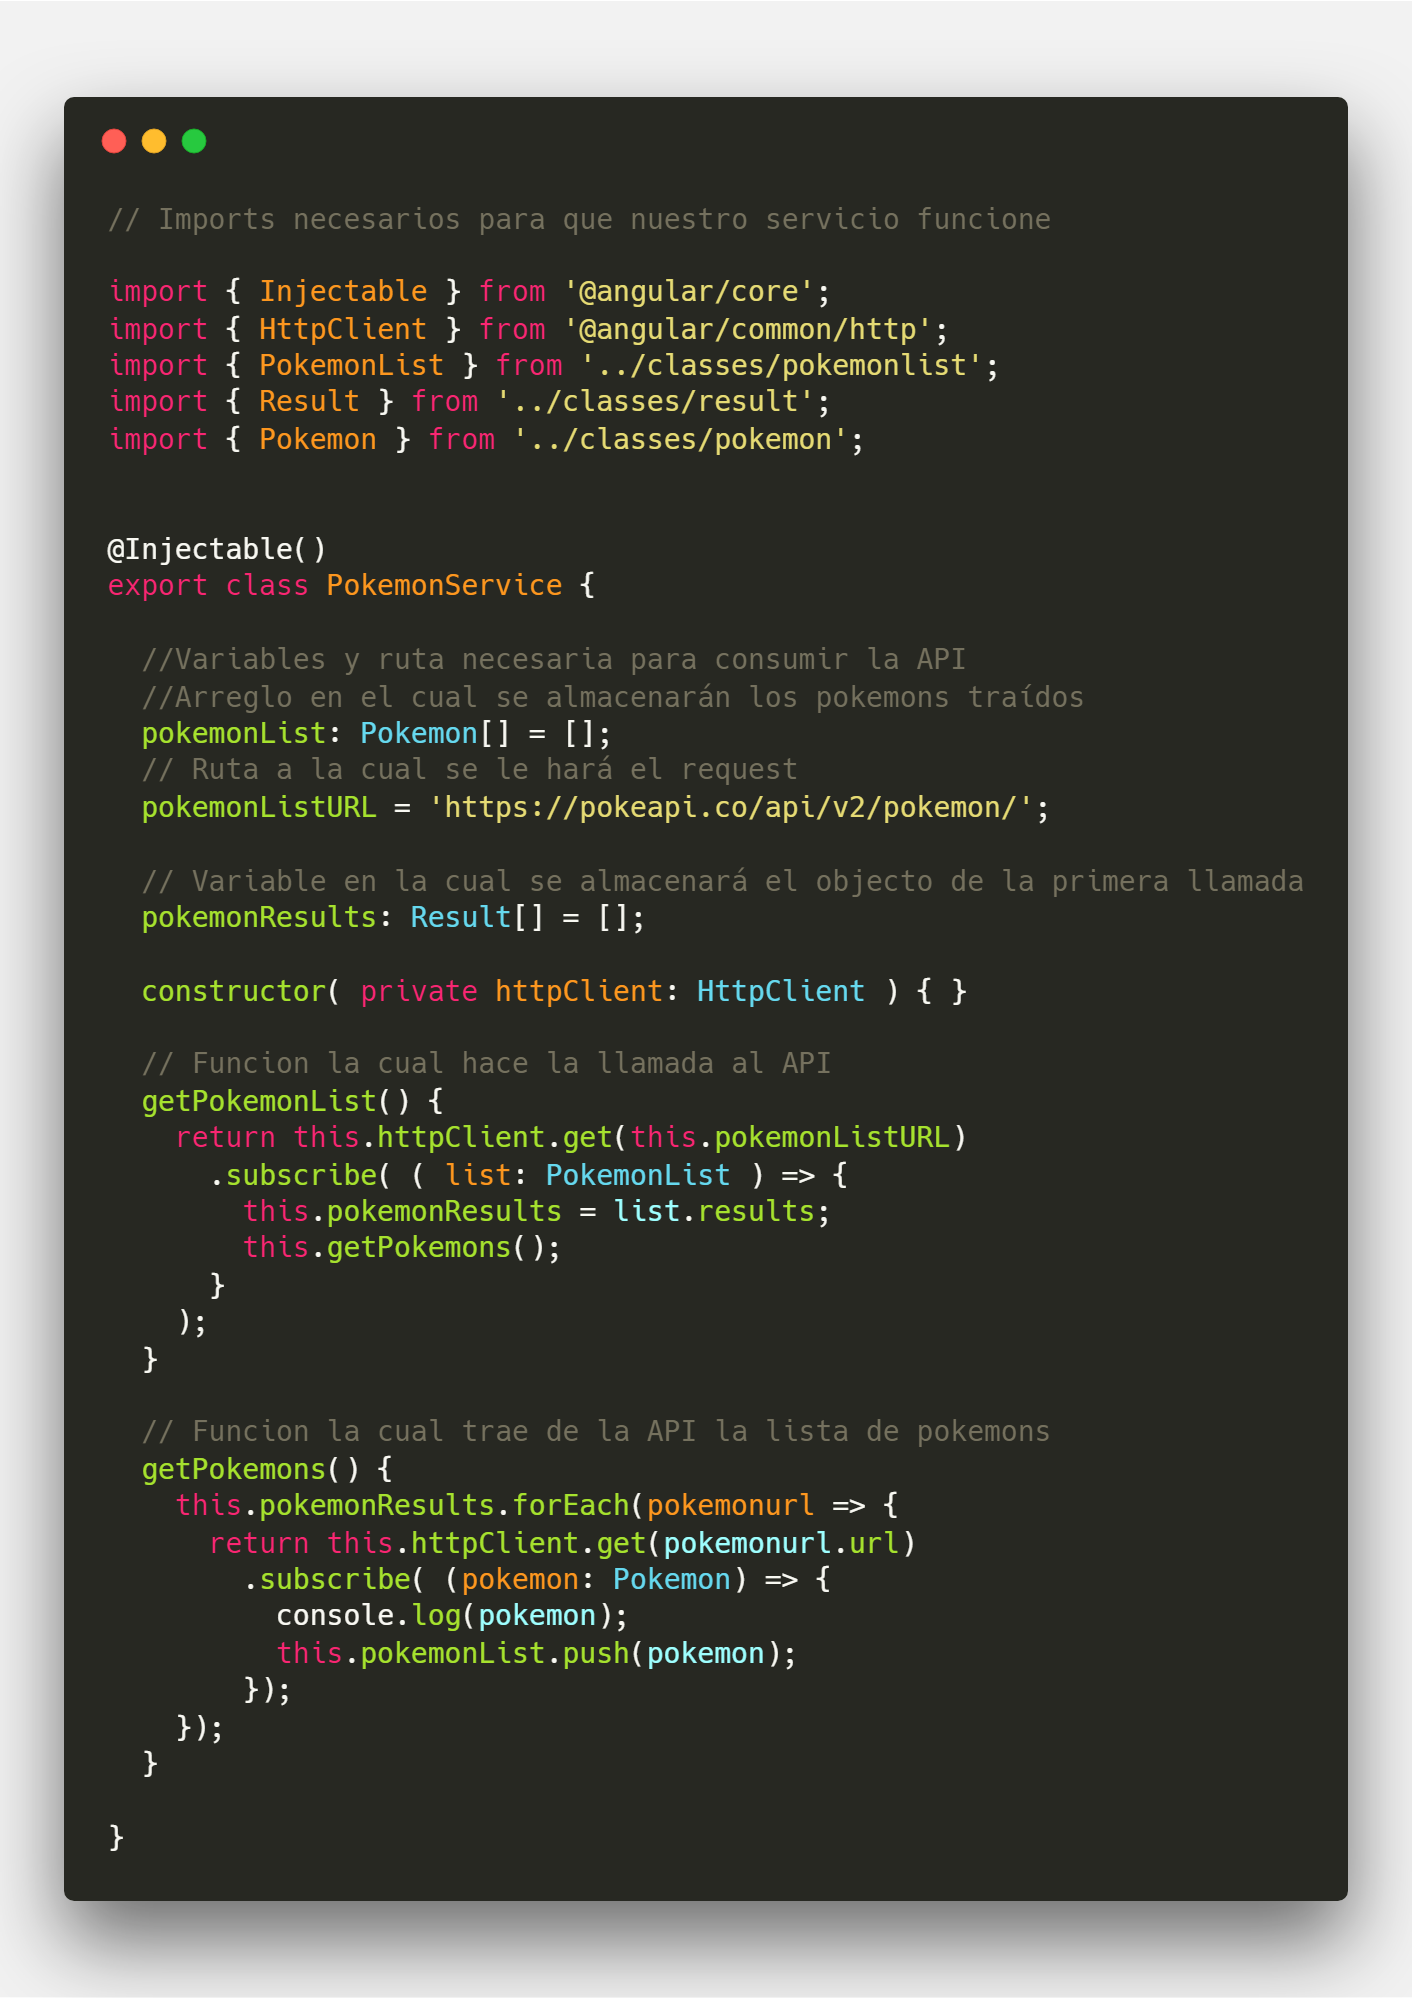 // Imports necesarios para que nuestro servicio funcione
import { Injectable } from '@angular/core';
import { HttpClient } from '@angular/common/http';
import { PokemonList } from '../classes/pokemonlist';
import { Result } from '../classes/result';
import { Pokemon } from '../classes/pokemon';
@Injectable()
export class PokemonService {
  //Variables y ruta necesaria para consumir la API
  //Arreglo en el cual se almacenarán los pokemons traídos
  pokemonList: Pokemon[] = [];
  // Ruta a la cual se le hará el request
  pokemonListURL = 'https://pokeapi.co/api/v2/pokemon/';
  // Variable en la cual se almacenará el objecto de la primera llamada
  pokemonResults: Result[] = [];
  constructor( private httpClient: HttpClient ) { }
  // Funcion la cual hace la llamada al API
  getPokemonList() {
    return this.httpClient.get(this.pokemonListURL)
      .subscribe( ( list: PokemonList ) => {
        this.pokemonResults = list.results;
        this.getPokemons();
      }
    );
  }
  // Funcion la cual trae de la API la lista de pokemons
  getPokemons() {
    this.pokemonResults.forEach(pokemonurl => {
      return this.httpClient.get(pokemonurl.url)
        .subscribe( (pokemon: Pokemon) => {
          console.log(pokemon);
          this.pokemonList.push(pokemon);
        });
    });
  }
}